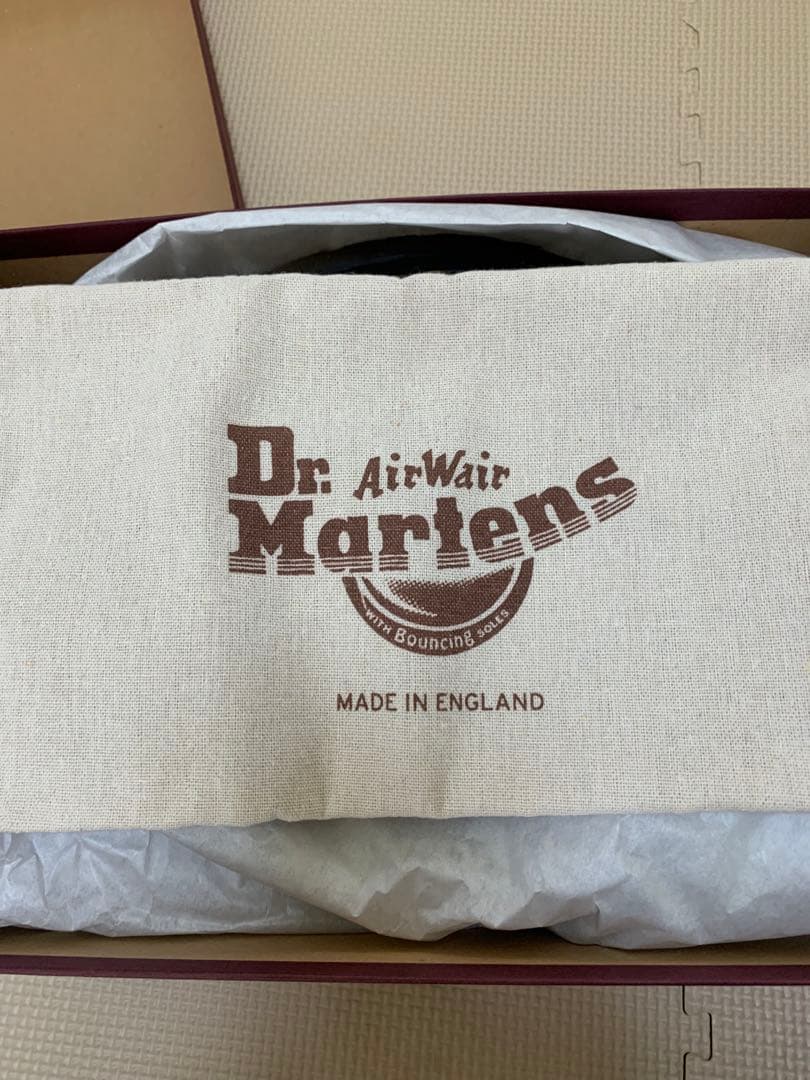 Dr. AirWair
Martens
WITH Bouncing SOLES
MADE IN ENGLAND